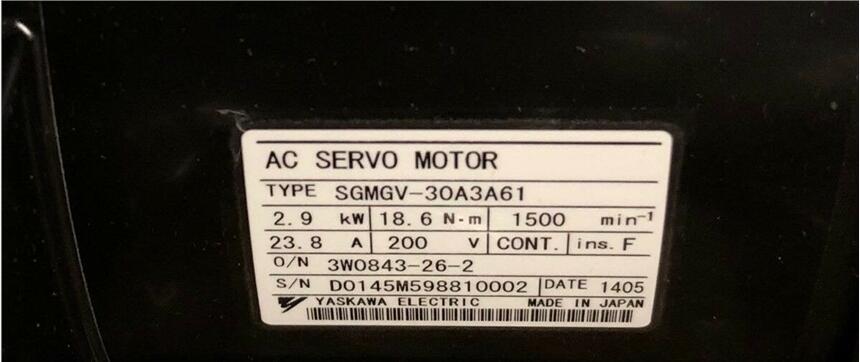 AC SERVO MOTOR
TYPE SGMGV-30A3A61
2.9 kW 18.6 N·m 1500 min-1
23.8 A 200 V CONT. ins. F
O/N 3W0843-26-2
S/N D0145M598810002 DATE 1405
YASKAWA ELECTRIC MADE IN JAPAN